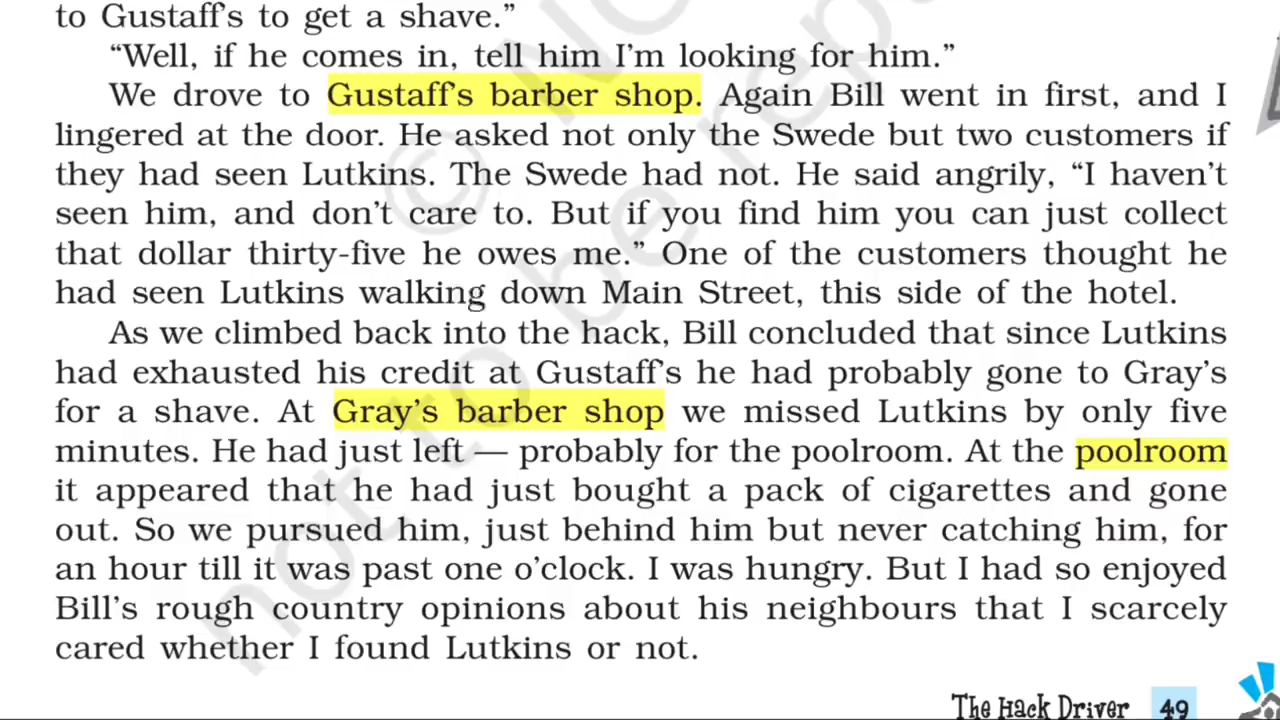 to Gustaff's to get a shave.”
“Well, if he comes in, tell him I'm looking for him.”
We drove to Gustaff's barber shop. Again Bill went in first, and I
lingered at the door. He asked not only the Swede but two customers if
they had seen Lutkins. The Swede had not. He said angrily, “I haven't
seen him, and don't care to. But if you find him you can just collect
that dollar thirty-five he owes me.” One of the customers thought he
had seen Lutkins walking down Main Street, this side of the hotel.
As we climbed back into the hack, Bill concluded that since Lutkins
had exhausted his credit at Gustaff's he had probably gone to Gray's
for a shave. At Gray's barber shop we missed Lutkins by only five
minutes. He had just left — probably for the poolroom. At the poolroom
it appeared that he had just bought a pack of cigarettes and gone
out. So we pursued him, just behind him but never catching him, for
an hour till it was past one o'clock. I was hungry. But I had so enjoyed
Bill's rough country opinions about his neighbours that I scarcely
cared whether I found Lutkins or not.
The Hack Driver 49
© not to be